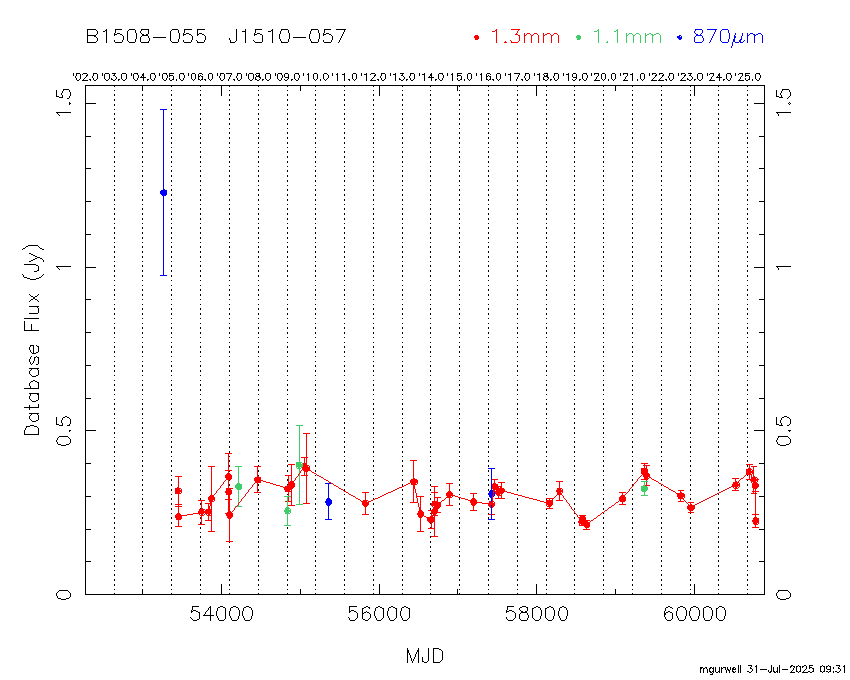 B1508-055 J1510-057 1.3mm 1.1mm 870μm
'02.0 '03.0 '04.0 '05.0 '06.0 '07.0 '08.0 '09.0 '10.0 '11.0 '12.0 '13.0 '14.0 '15.0 '16.0 '17.0 '18.0 '19.0 '20.0 '21.0 '22.0 '23.0 '24.0 '25.0
1.5 1.5
1 1
Database Flux (Jy)
0.5 0.5
0 0
54000 56000 58000 60000
MJD
mgurwell 31-Jul-2025 09:31